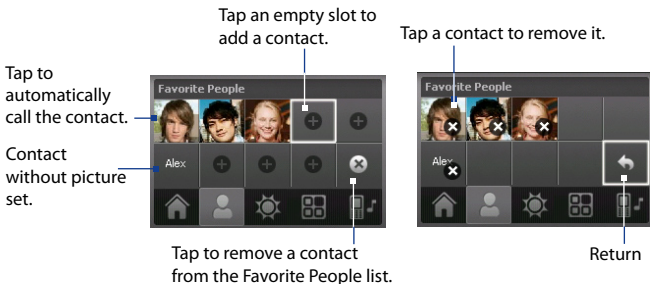 Tap an empty slot to
add a contact.
Tap a contact to remove it.
Tap to
automatically
call the contact.
Favorite People
Favorite People
Contact
without picture
set.
Alex
Alex
Tap to remove a contact
from the Favorite People list.
Return